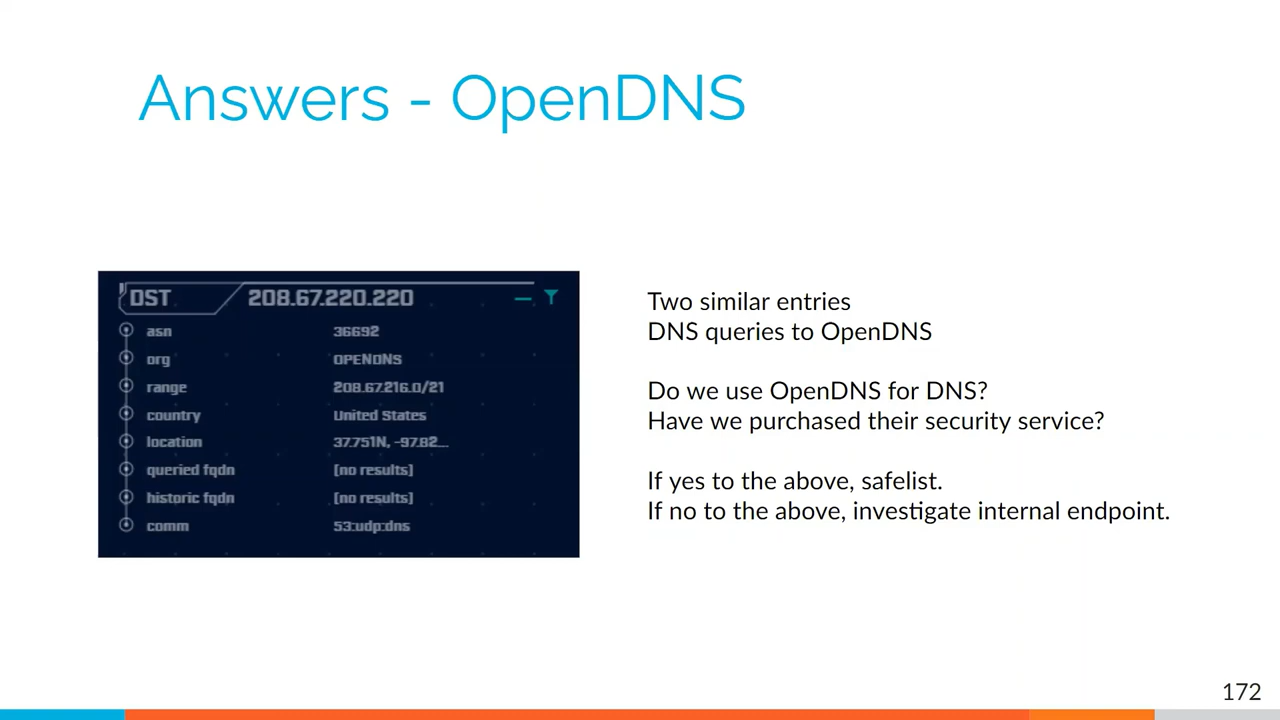 Answers - OpenDNS
DST 208.67.220.220
asn 36692
org OPENDNS
range 208.67.216.0/21
country United States
location 37.751N, -97.82...
queried fqdn [no results]
historic fqdn [no results]
comm 53:udp:dns
Two similar entries
DNS queries to OpenDNS
Do we use OpenDNS for DNS?
Have we purchased their security service?
If yes to the above, safelist.
If no to the above, investigate internal endpoint.
172